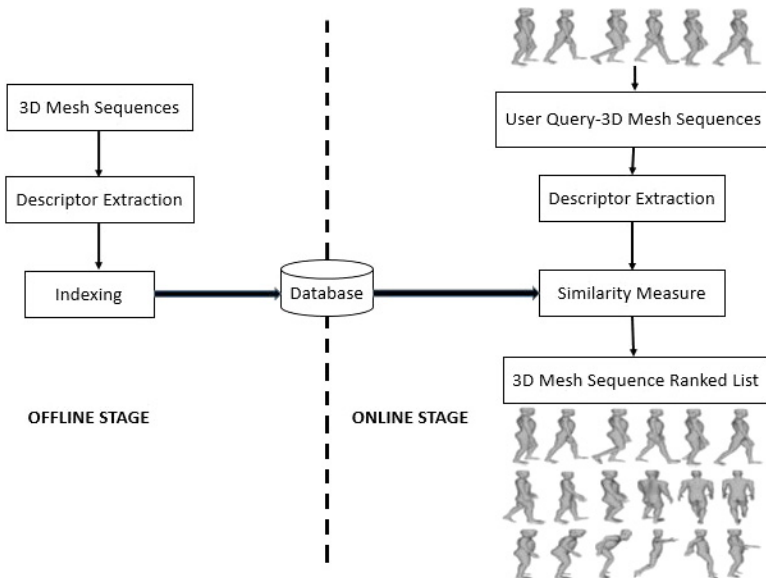 3D Mesh Sequences
Descriptor Extraction
Indexing
Database
User Query-3D Mesh Sequences
Descriptor Extraction
Similarity Measure
3D Mesh Sequence Ranked List
OFFLINE STAGE
ONLINE STAGE